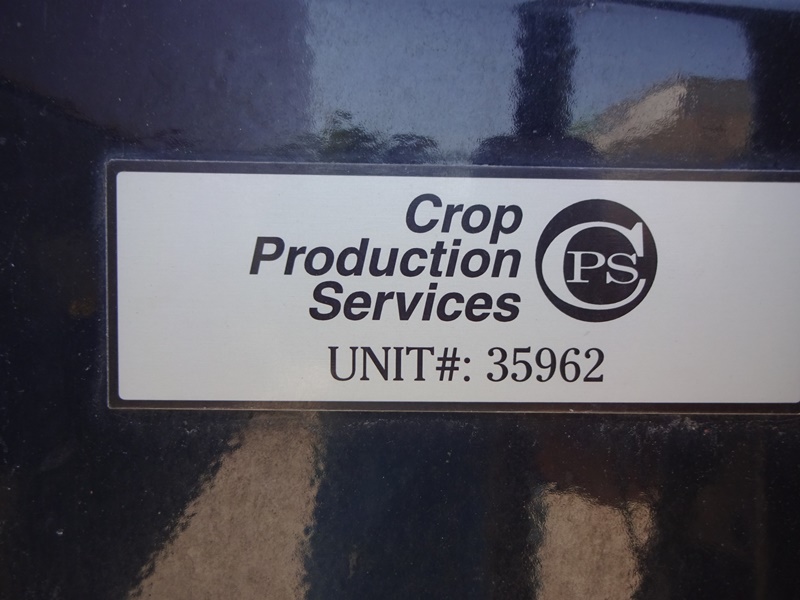 Crop
Production
Services
CPS
UNIT#: 35962